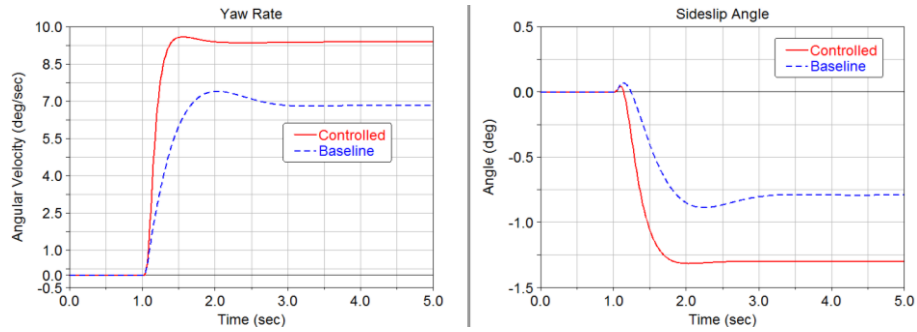 Yaw Rate
10.0
8.5
7.0
5.5
4.0
2.5
1.0
0.0
-0.5
Angular Velocity (deg/sec)
Controlled
Baseline
0.0 1.0 2.0 3.0 4.0 5.0
Time (sec)
Sideslip Angle
0.5
0.0
-0.5
-1.0
-1.5
Angle (deg)
Controlled
Baseline
0.0 1.0 2.0 3.0 4.0 5.0
Time (sec)